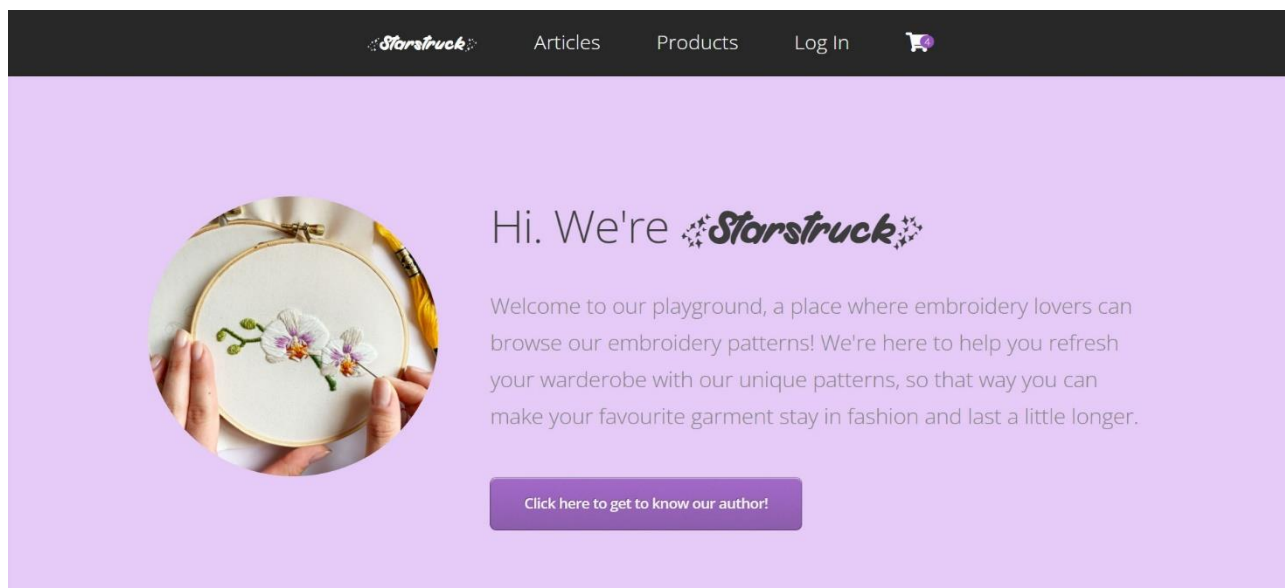 Starstruck
Articles
Products
Log In
4
Hi. We're Starstruck
Welcome to our playground, a place where embroidery lovers can
browse our embroidery patterns! We're here to help you refresh
your warderobe with our unique patterns, so that way you can
make your favourite garment stay in fashion and last a little longer.
Click here to get to know our author!